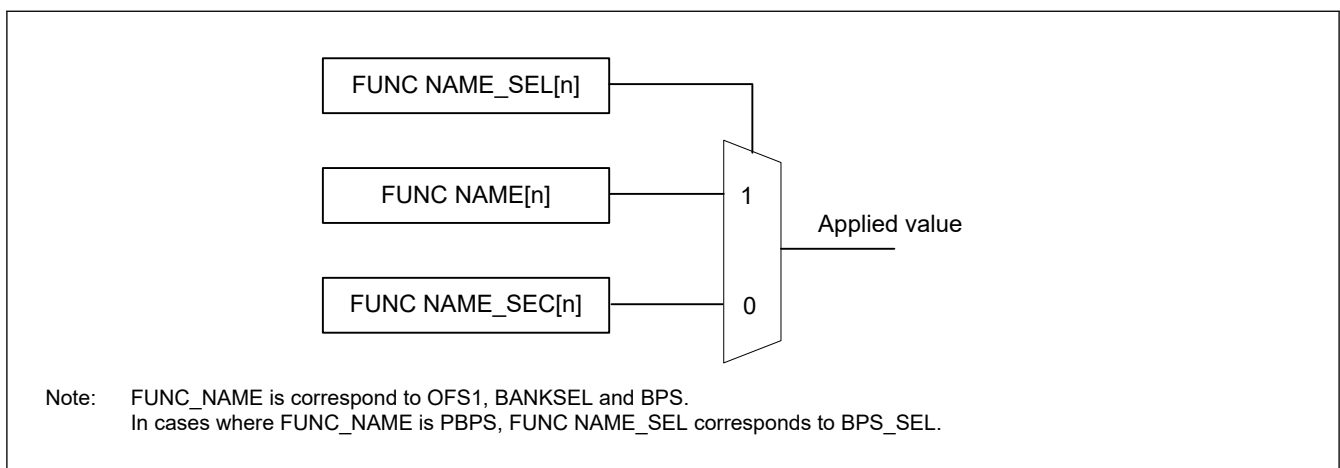 FUNC NAME_SEL[n]
FUNC NAME[n]
1
Applied value
FUNC NAME_SEC[n]
0
Note: FUNC_NAME is correspond to OFS1, BANKSEL and BPS.
In cases where FUNC_NAME is PBPS, FUNC NAME_SEL corresponds to BPS_SEL.